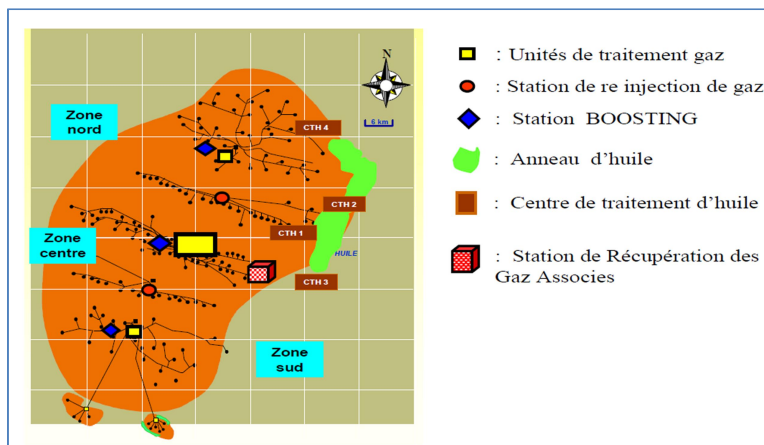 N
6 km
Zone
nord
CTH 4
CTH 2
CTH 1
Zone
centre
HUILE
CTH 3
Zone
sud
: Unités de traitement gaz
: Station de re injection de gaz
: Station BOOSTING
: Anneau d'huile
: Centre de traitement d'huile
: Station de Récupération des
Gaz Associes